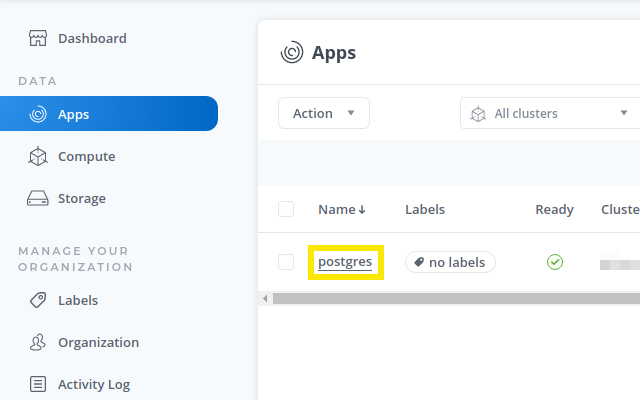 Dashboard
DATA
Apps
Compute
Storage
MANAGE YOUR
ORGANIZATION
Labels
Organization
Activity Log
Apps
Action
All clusters
Name Labels Ready Cluste
postgres no labels